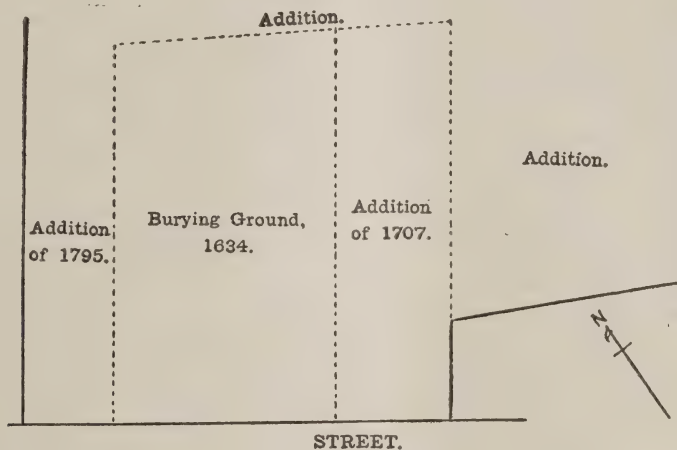 Addition.
Addition.
Addition
of 1795.
Burying Ground,
1634.
Addition
of 1707.
N
STREET.